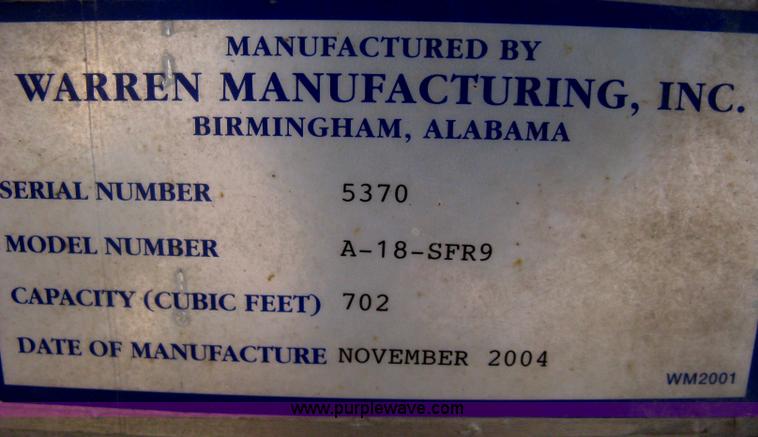 MANUFACTURED BY
WARREN MANUFACTURING, INC.
BIRMINGHAM, ALABAMA
SERIAL NUMBER 5370
MODEL NUMBER A-18-SFR9
CAPACITY (CUBIC FEET) 702
DATE OF MANUFACTURE NOVEMBER 2004
WM2001
www.purplewave.com